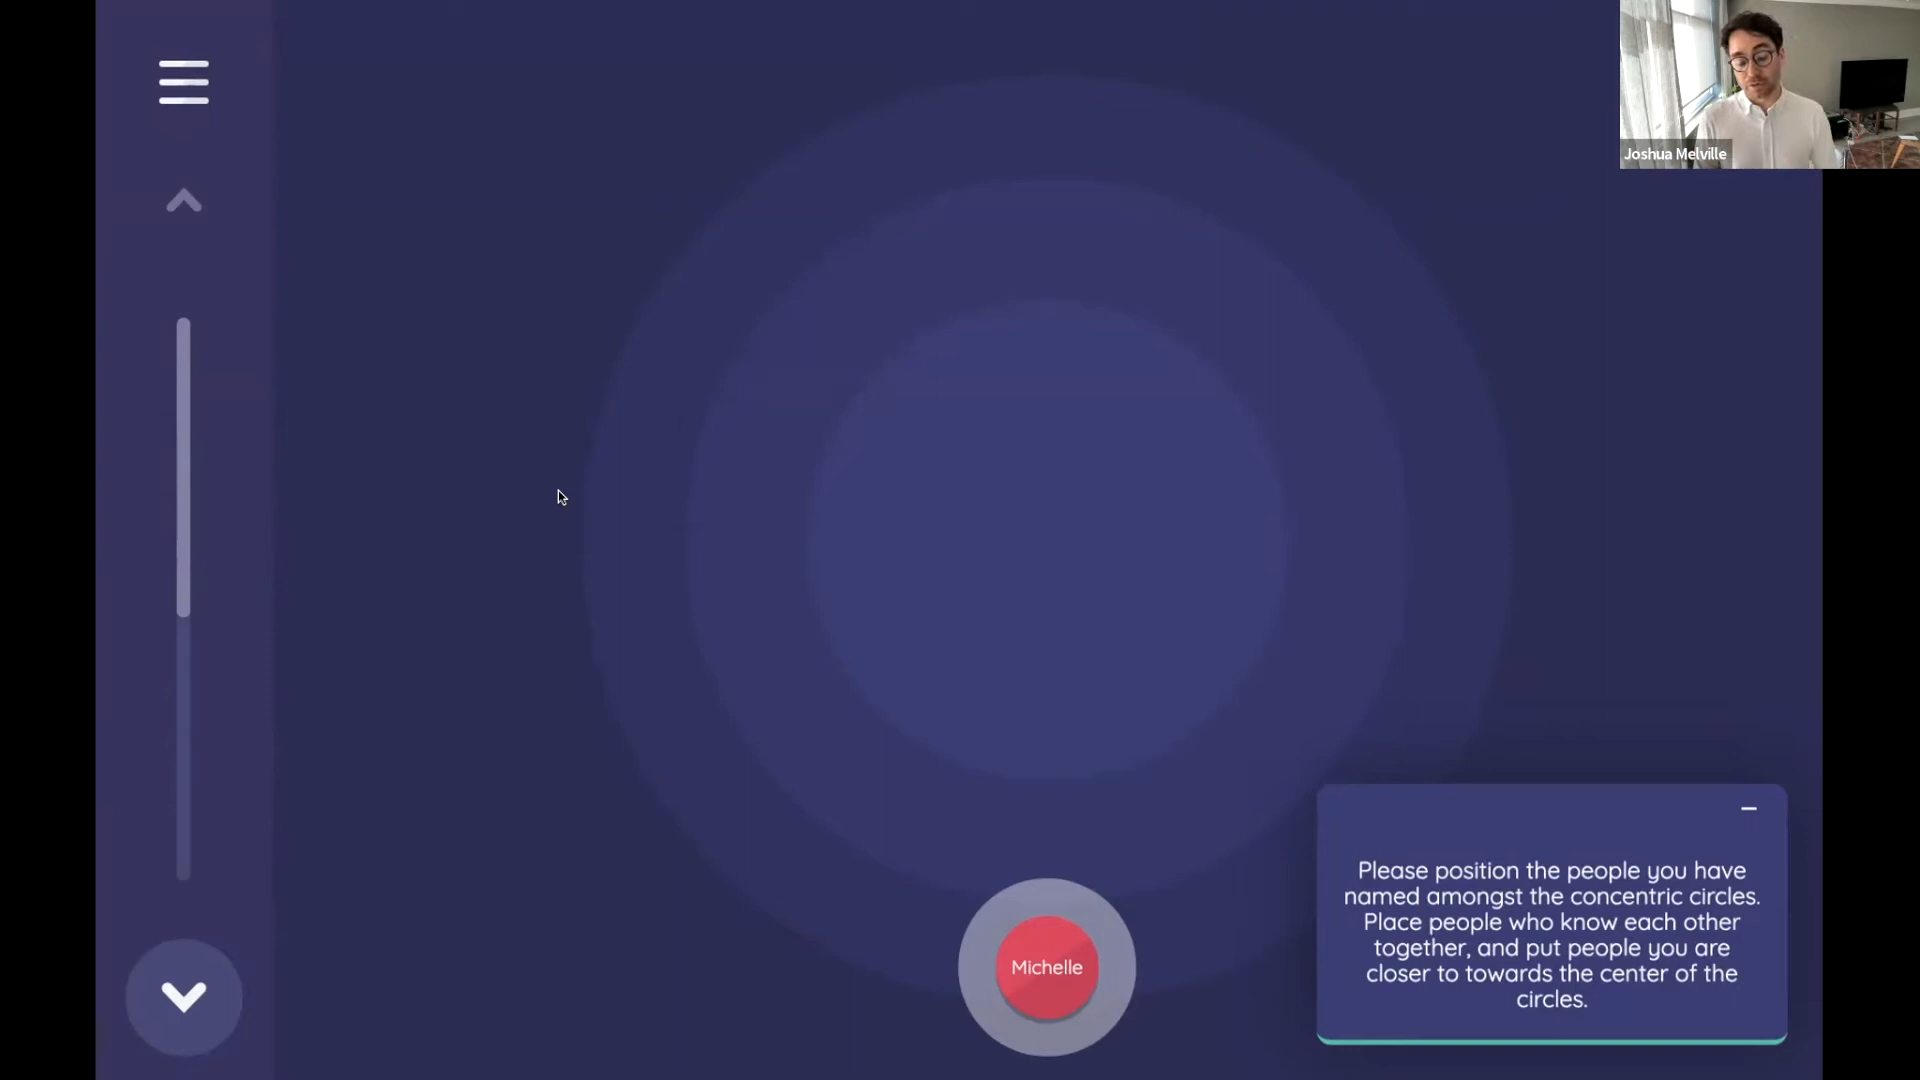 Joshua Melville
Michelle
Please position the people you have
named amongst the concentric circles.
Place people who know each other
together, and put people you are
closer to towards the center of the
circles.